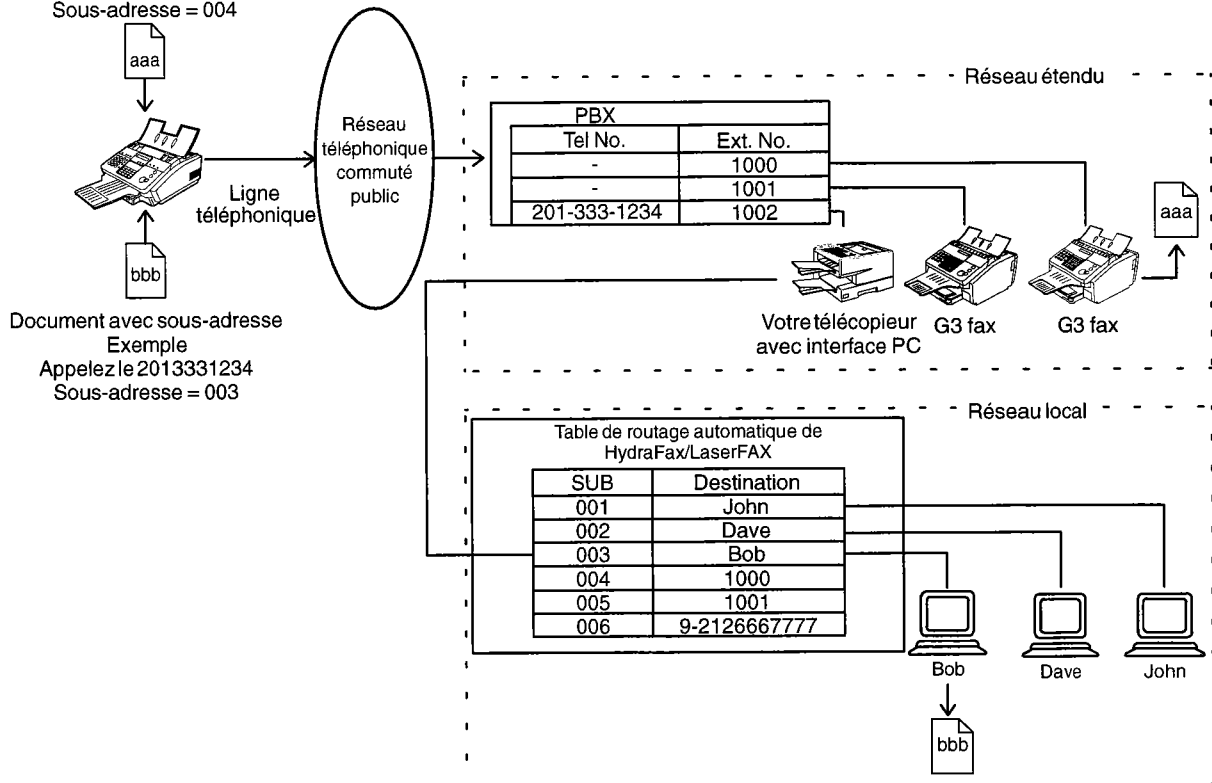 Sous-adresse = 004
aaa
Ligne
téléphonique
bbb
Document avec sous-adresse
Exemple
Appelez le 2013331234
Sous-adresse = 003
Réseau
téléphonique
commuté
public
Réseau étendu
PBX
Tel No. Ext. No.
- 1000
- 1001
201-333-1234 1002
aaa
Votre télécopieur
avec interface PC
G3 fax
G3 fax
Réseau local
Table de routage automatique de
HydraFax/LaserFAX
SUB Destination
001 John
002 Dave
003 Bob
004 1000
005 1001
006 9-2126667777
Bob
Dave
John
bbb